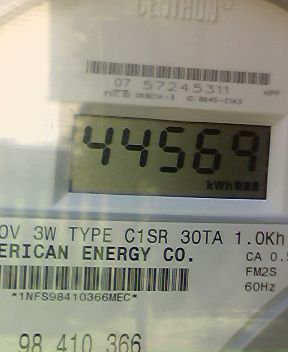 CENTRON®
07 57245311
44569
kWh
0V 3W TYPE C1SR 30TA 1.0Kh
ERICAN ENERGY CO. CA 0.5
FM2S
*1NFS98410366MEC* 60Hz
98 410 366